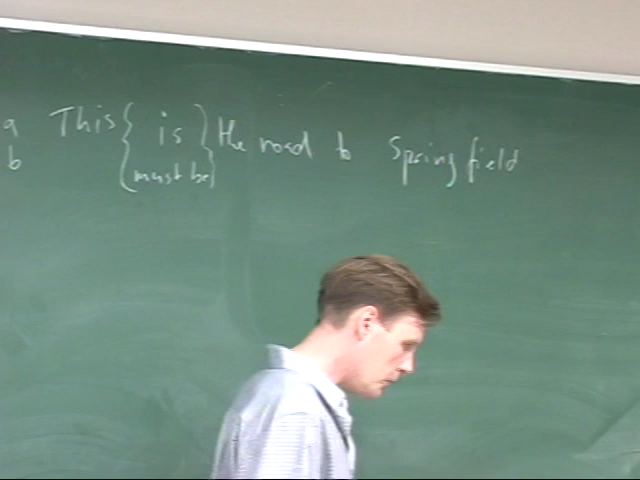 a This { is } the road to Springfield
b { must be }